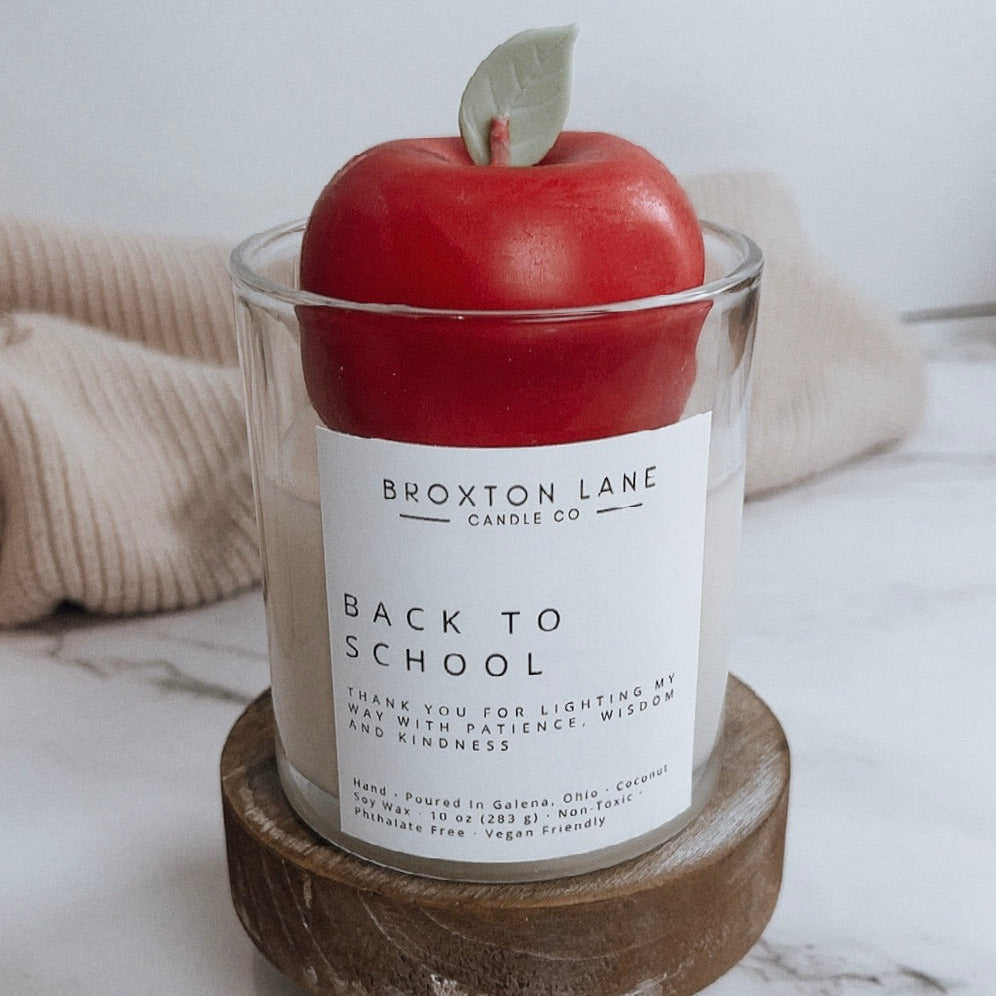 BROXTON LANE
CANDLE CO
BACK TO
SCHOOL
THANK YOU FOR LIGHTING MY
WAY WITH PATIENCE, WISDOM
AND KINDNESS
Hand · Poured In Galena, Ohio · Coconut
Soy Wax · 10 oz (283 g) · Non-Toxic ·
Phthalate Free · Vegan Friendly